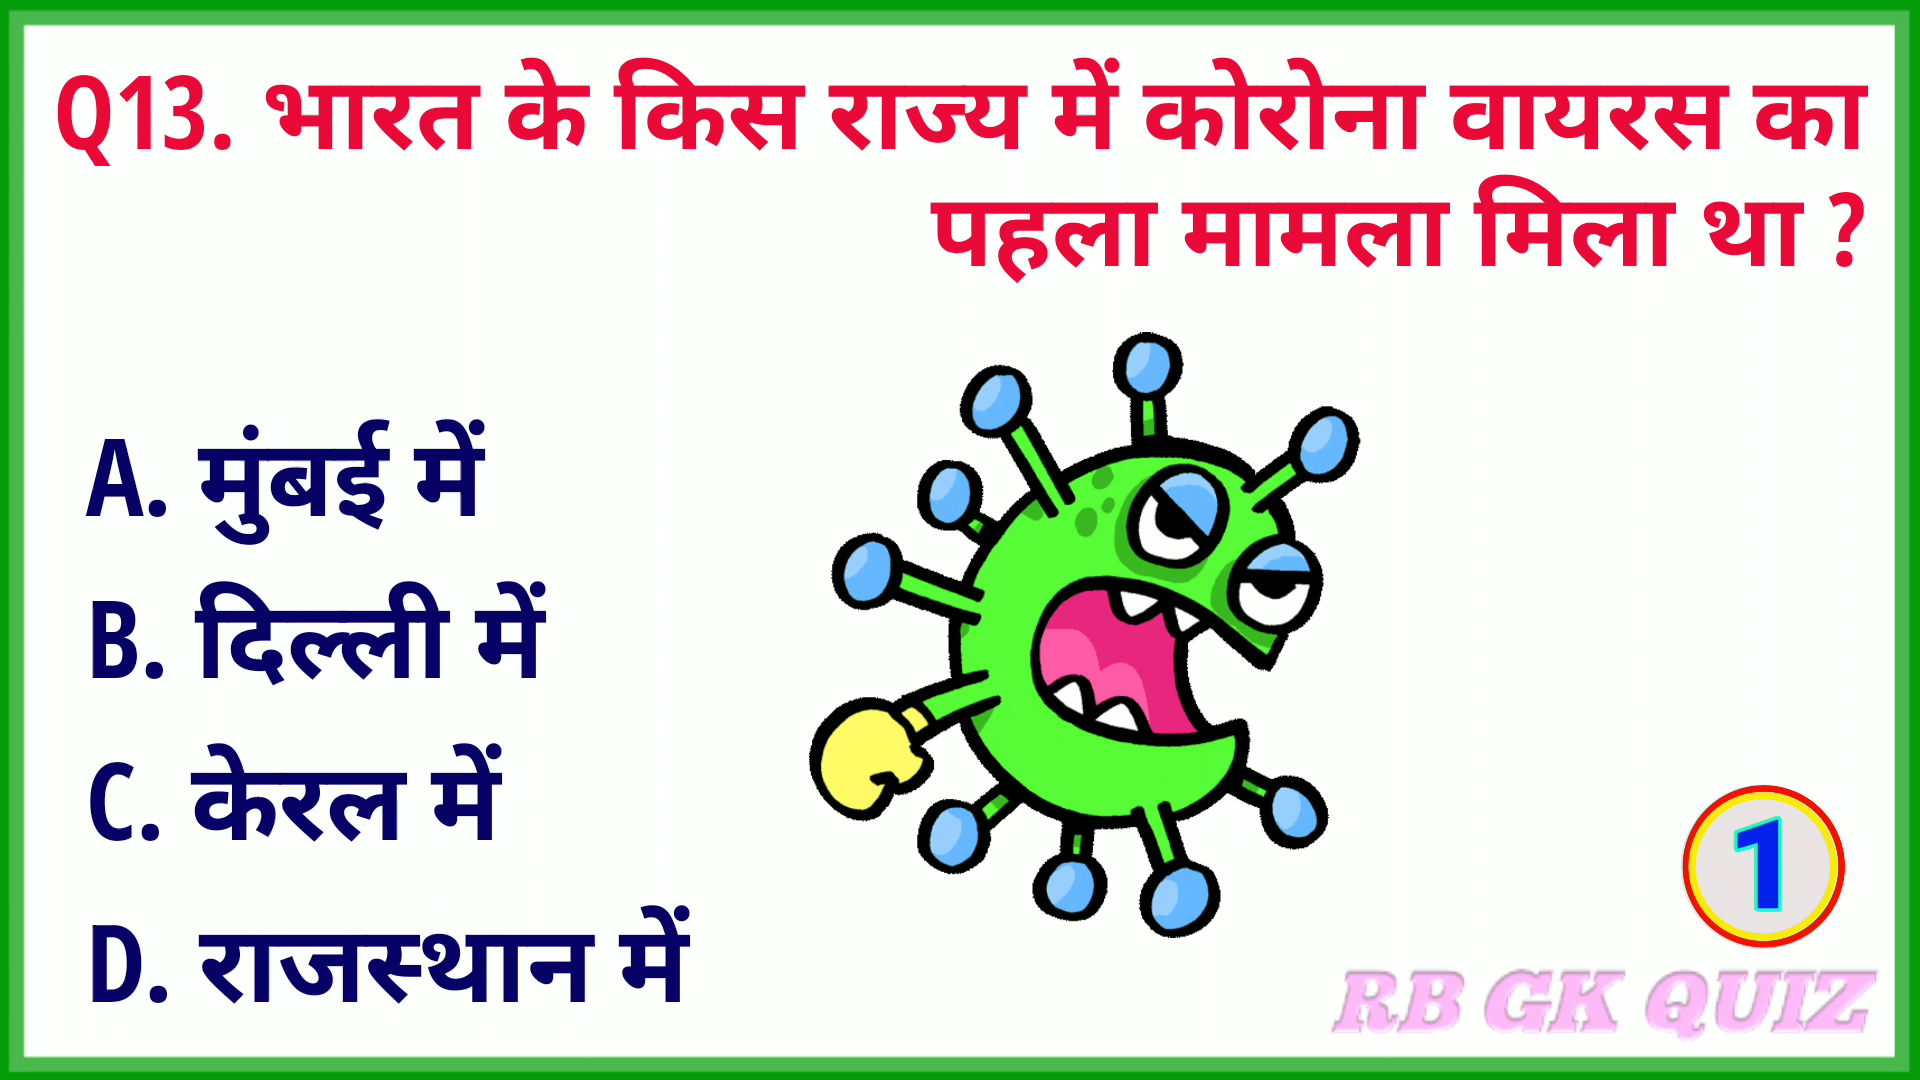 Q13. भारत के किस राज्य में कोरोना वायरस का
पहला मामला मिला था ?
A. मुंबई में
B. दिल्ली में
C. केरल में
D. राजस्थान में
1
RB GK QUIZ